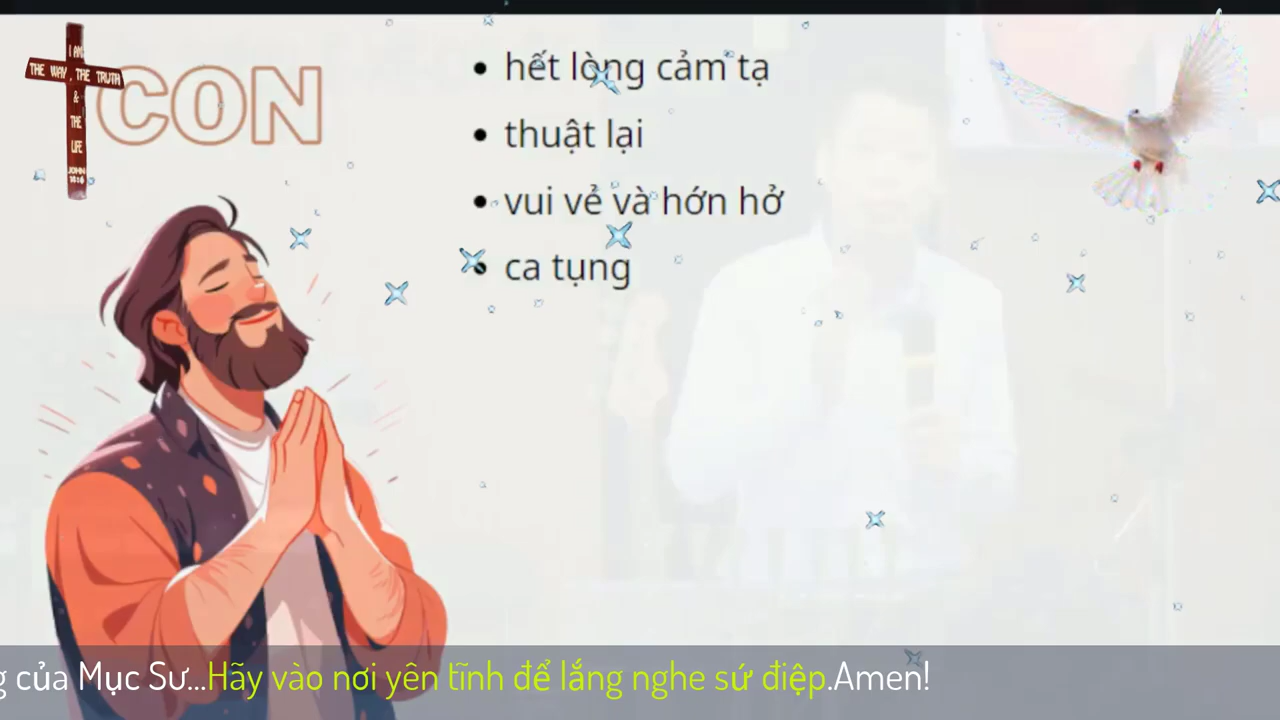 I AM
THE WAY, THE TRUTH
&
THE
LIFE
JOHN
14:6
CON
hết lòng cảm tạ
thuật lại
vui vẻ và hớn hở
ca tụng
g của Mục Sư...Hãy vào nơi yên tĩnh để lắng nghe sứ điệp.Amen!